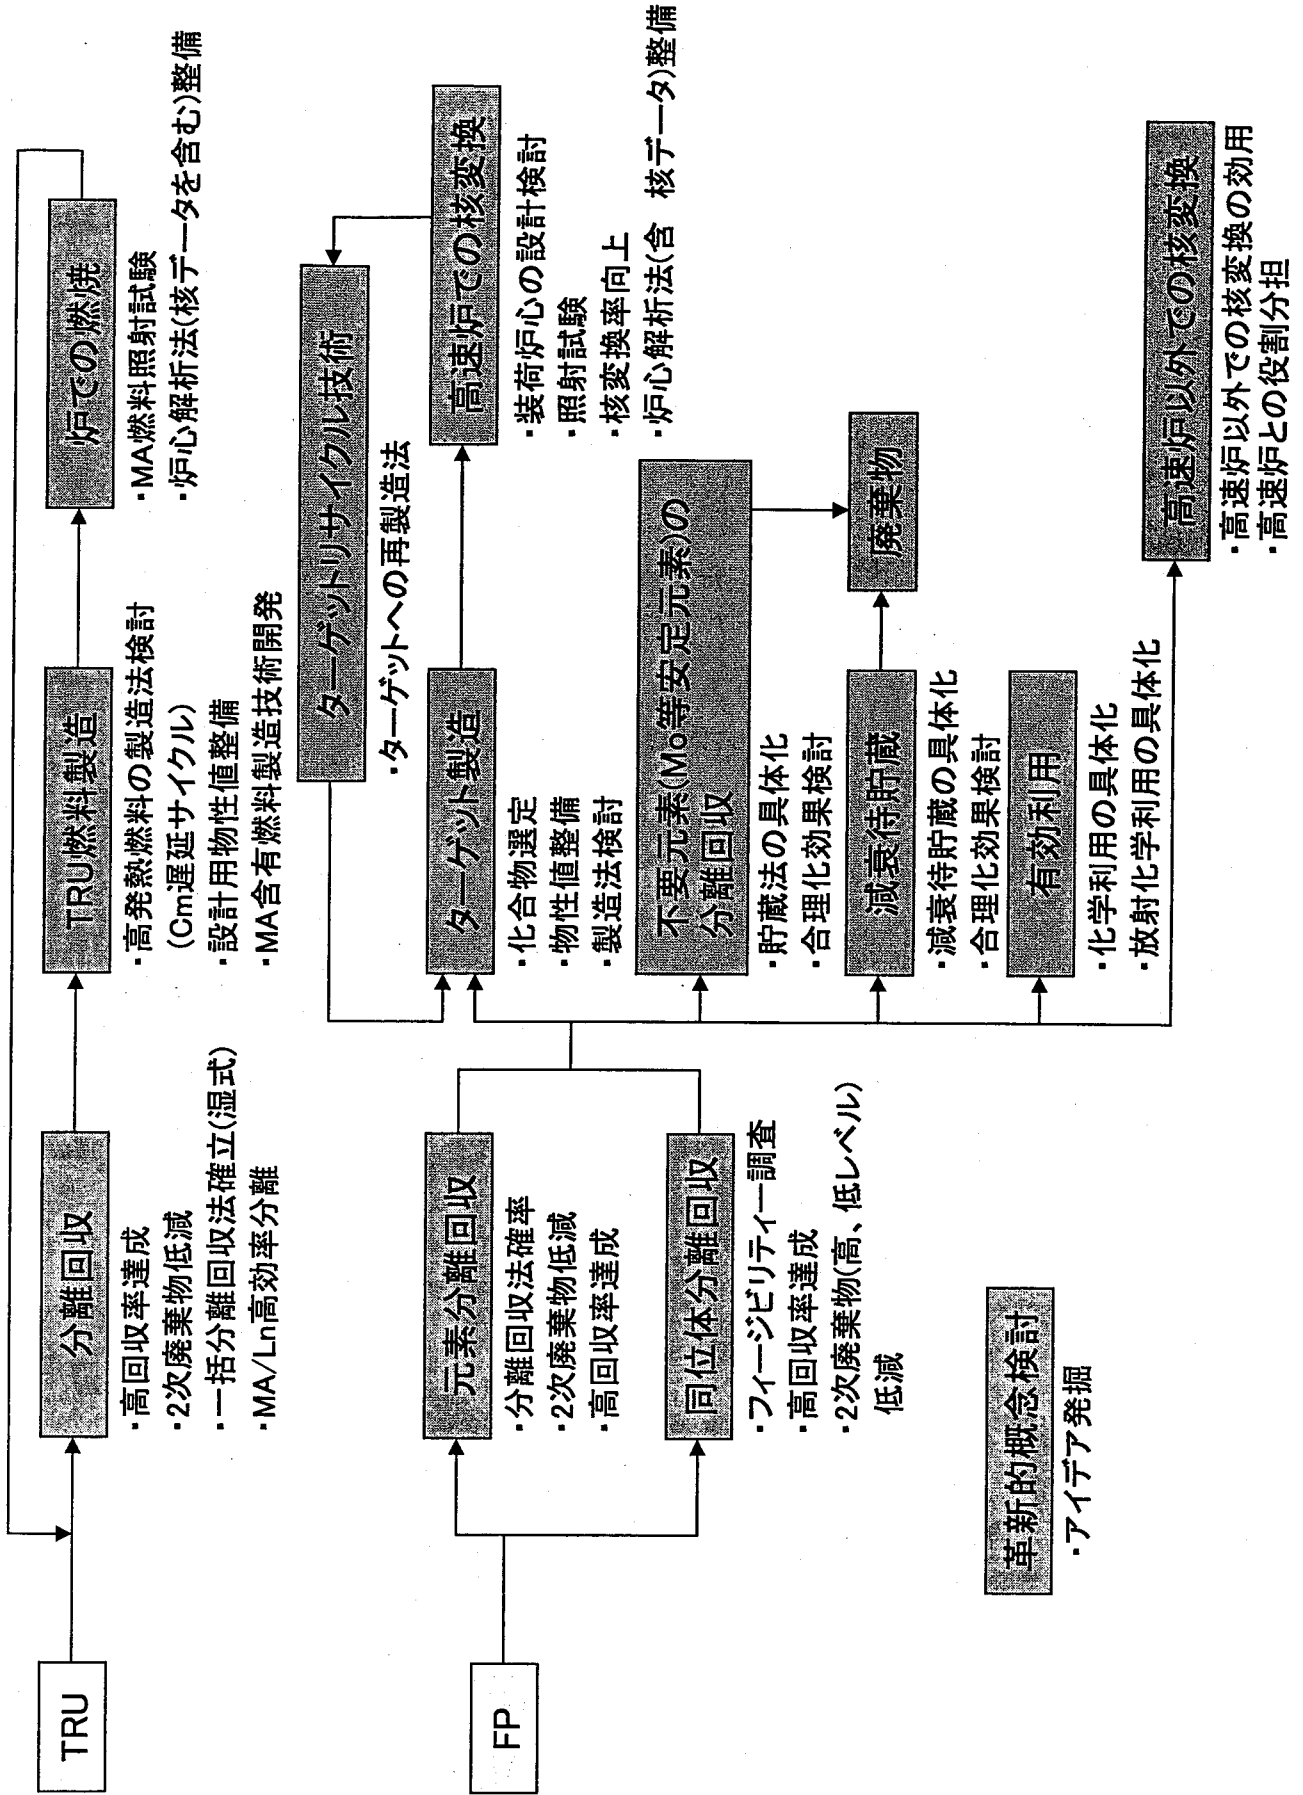 TRU
分離回収
・高回収率達成
・2次廃棄物低減
・一括分離回収法確立(湿式)
・MA/Ln高効率分離
TRU燃料製造
・高発熱燃料の製造法検討
(Cm遅延サイクル)
・設計用物性値整備
・MA含有燃料製造技術開発
炉での燃焼
・MA燃料照射試験
・炉心解析法(核データを含む)整備
FP
元素分離回収
・分離回収法確率
・2次廃棄物低減
・高回収率達成
同位体分離回収
・フィージビリティー調査
・高回収率達成
・2次廃棄物(高、低レベル)
低減
ターゲットリサイクル技術
・ターゲットへの再製造法
ターゲット製造
・化合物選定
・物性値整備
・製造法検討
高速炉での核変換
・装荷炉心の設計検討
・照射試験
・核変換率向上
・炉心解析法(含 核データ)整備
不要元素(Mo等安定元素)の
分離回収
・貯蔵法の具体化
・合理化効果検討
減衰待貯蔵
・減衰待貯蔵の具体化
・合理化効果検討
廃棄物
有効利用
・化学利用の具体化
・放射化学利用の具体化
高速炉以外での核変換
・高速炉以外での核変換の効用
・高速炉との役割分担
革新的概念検討
・アイデア発掘